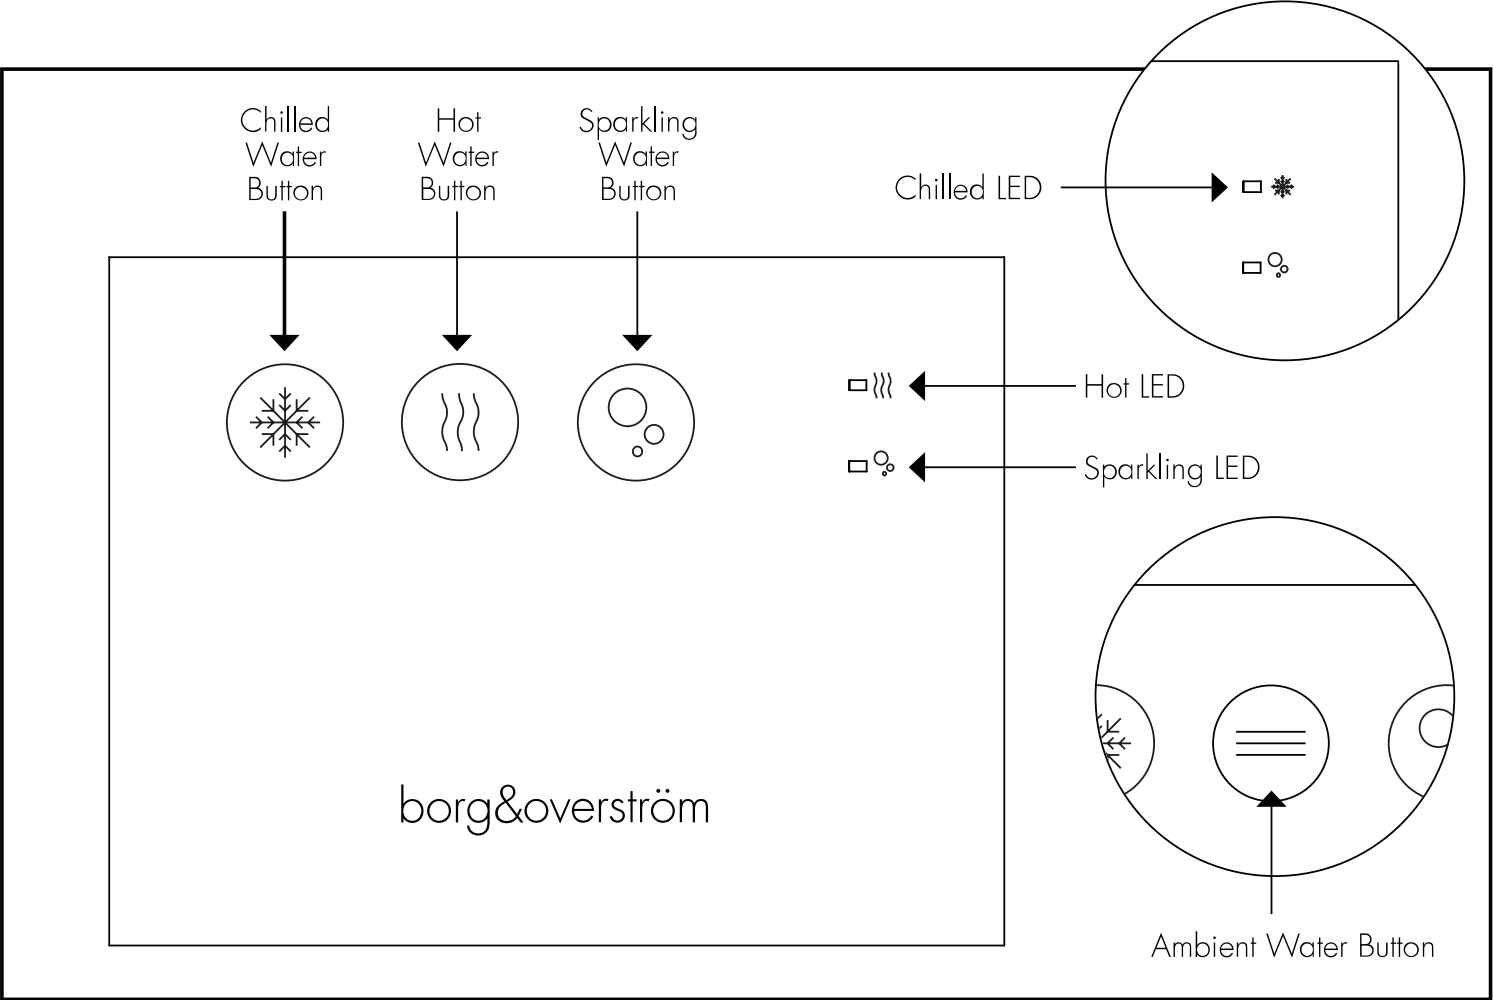 Chilled
Water
Button
Hot
Water
Button
Sparkling
Water
Button
Chilled LED
Hot LED
Sparkling LED
borg&overström
Ambient Water Button